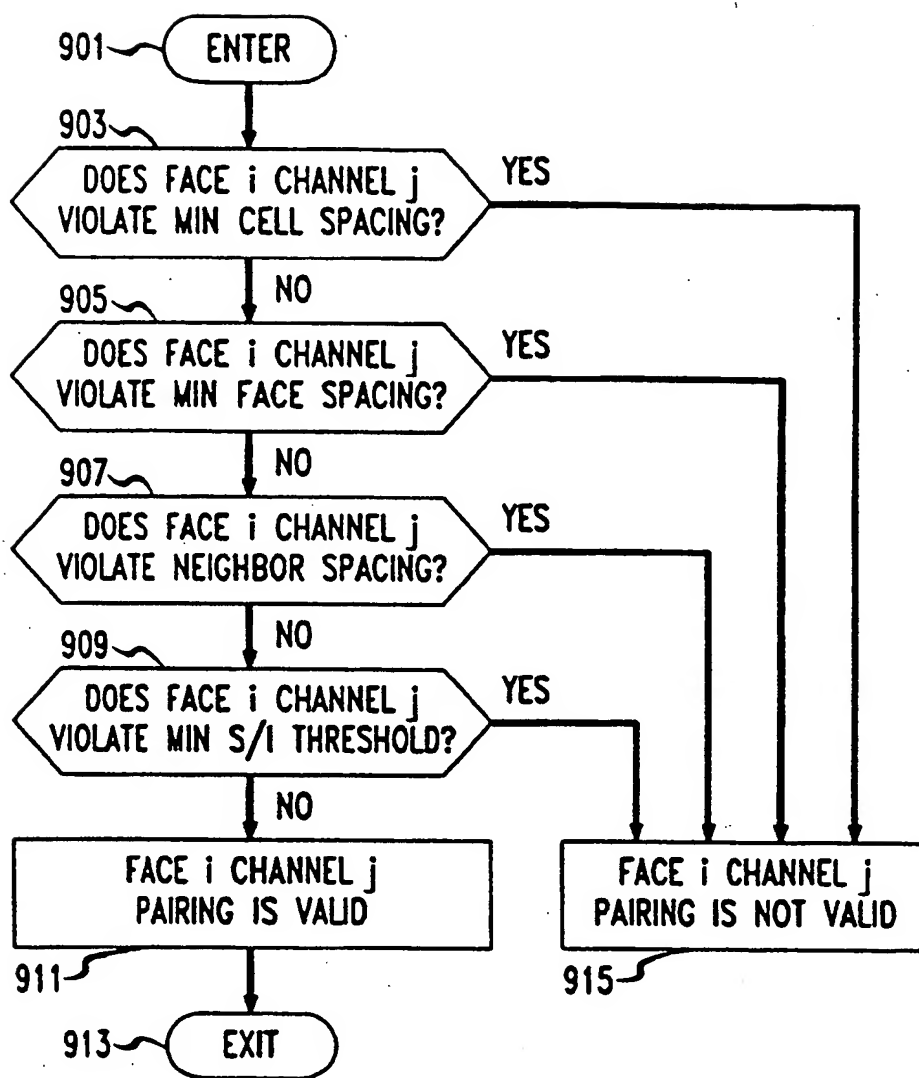 901
ENTER
903
DOES FACE i CHANNEL j
VIOLATE MIN CELL SPACING?
YES
NO
905
DOES FACE i CHANNEL j
VIOLATE MIN FACE SPACING?
YES
NO
907
DOES FACE i CHANNEL j
VIOLATE NEIGHBOR SPACING?
YES
NO
909
DOES FACE i CHANNEL j
VIOLATE MIN S/I THRESHOLD?
YES
NO
FACE i CHANNEL j
PAIRING IS VALID
911
FACE i CHANNEL j
PAIRING IS NOT VALID
915
913
EXIT